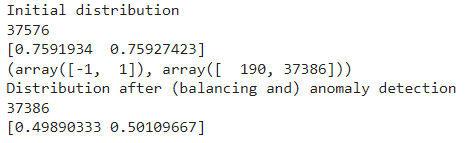 Initial distribution
37576
[0.7591934  0.75927423]
(array([-1,  1]), array([  190, 37386]))
Distribution after (balancing and) anomaly detection
37386
[0.49890333 0.50109667]